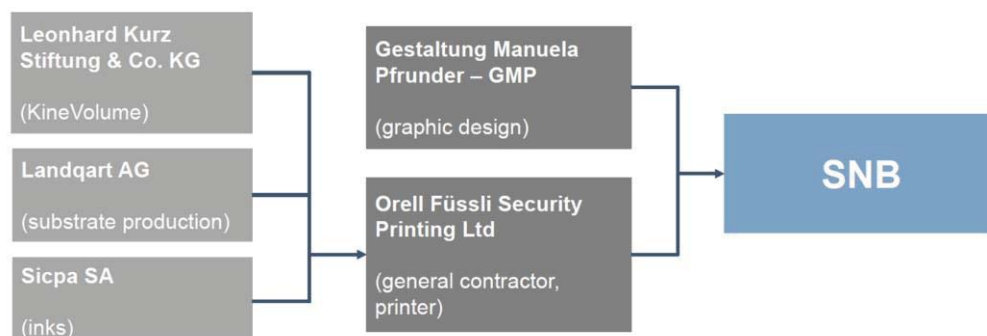 Leonhard Kurz
Stiftung & Co. KG
(KineVolume)
Landqart AG
(substrate production)
Sicpa SA
(inks)
Gestaltung Manuela
Pfrunder – GMP
(graphic design)
Orell Füssli Security
Printing Ltd
(general contractor,
printer)
SNB